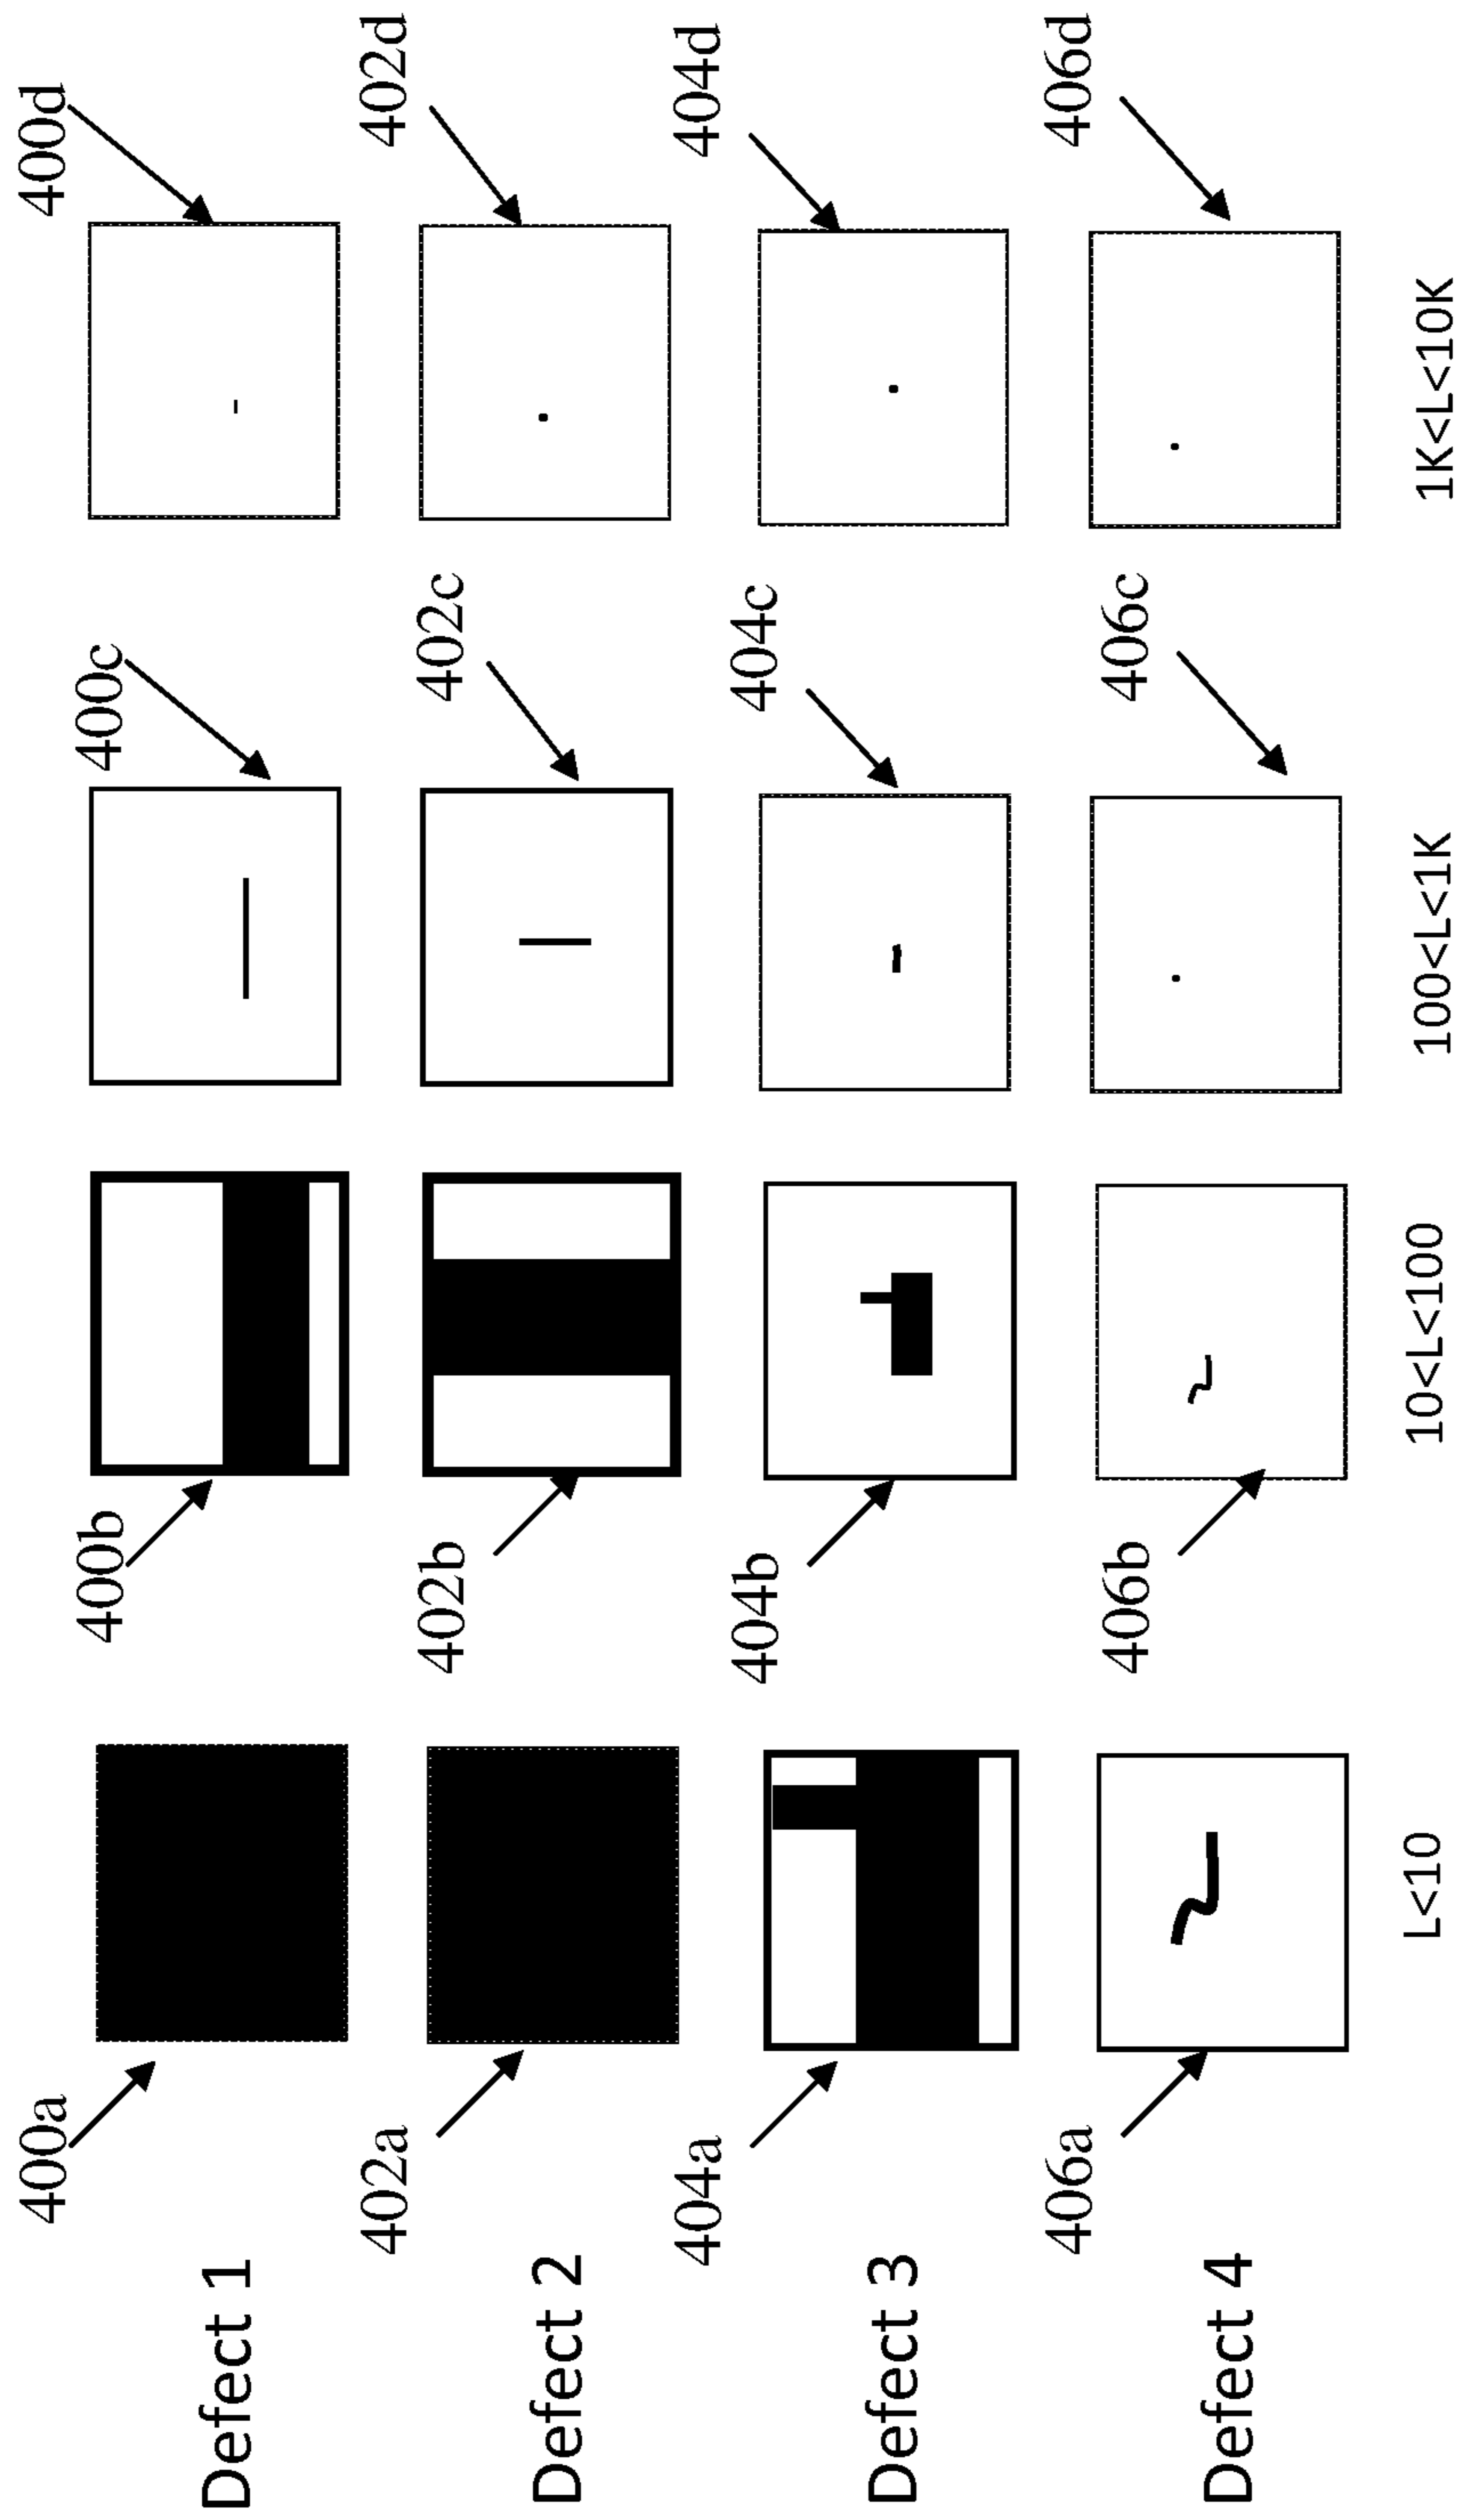 400a 400b 400c 400d
Defect 1
402a 402b 402c 402d
Defect 2
404a 404b 404c 404d
Defect 3
406a 406b 406c 406d
Defect 4
L<10 10<L<100 100<L<1K 1K<L<10K